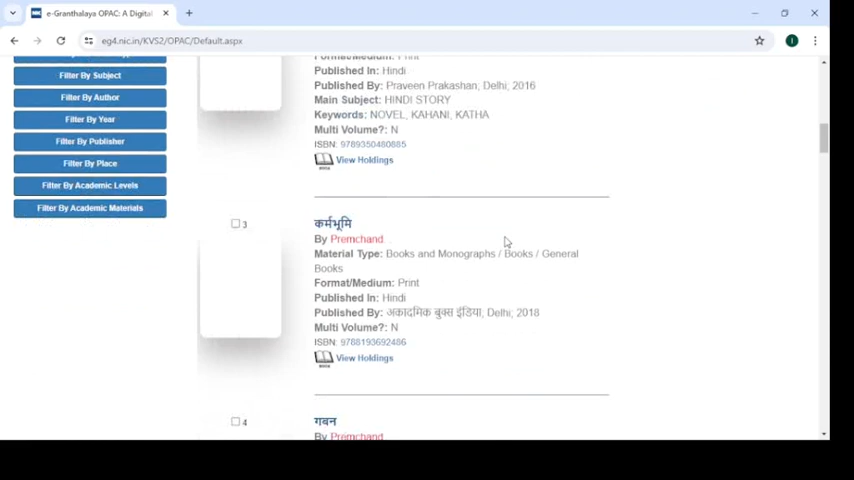 e-Granthalaya OPAC: A Digital
eg4.nic.in/KVS2/OPAC/Default.aspx
Filter By Subject
Filter By Author
Filter By Year
Filter By Publisher
Filter By Place
Filter By Academic Levels
Filter By Academic Materials
Format/Medium: Print
Published In: Hindi
Published By: Praveen Prakashan; Delhi; 2016
Main Subject: HINDI STORY
Keywords: NOVEL, KAHANI, KATHA
Multi Volume?: N
ISBN: 9789350480885
View Holdings
3
कर्मभूमि
By Premchand.
Material Type: Books and Monographs / Books / General
Books
Format/Medium: Print
Published In: Hindi
Published By: अकादमिक बुक्स इंडिया, Delhi; 2018
Multi Volume?: N
ISBN: 9788193692486
View Holdings
4
गबन
By Premchand